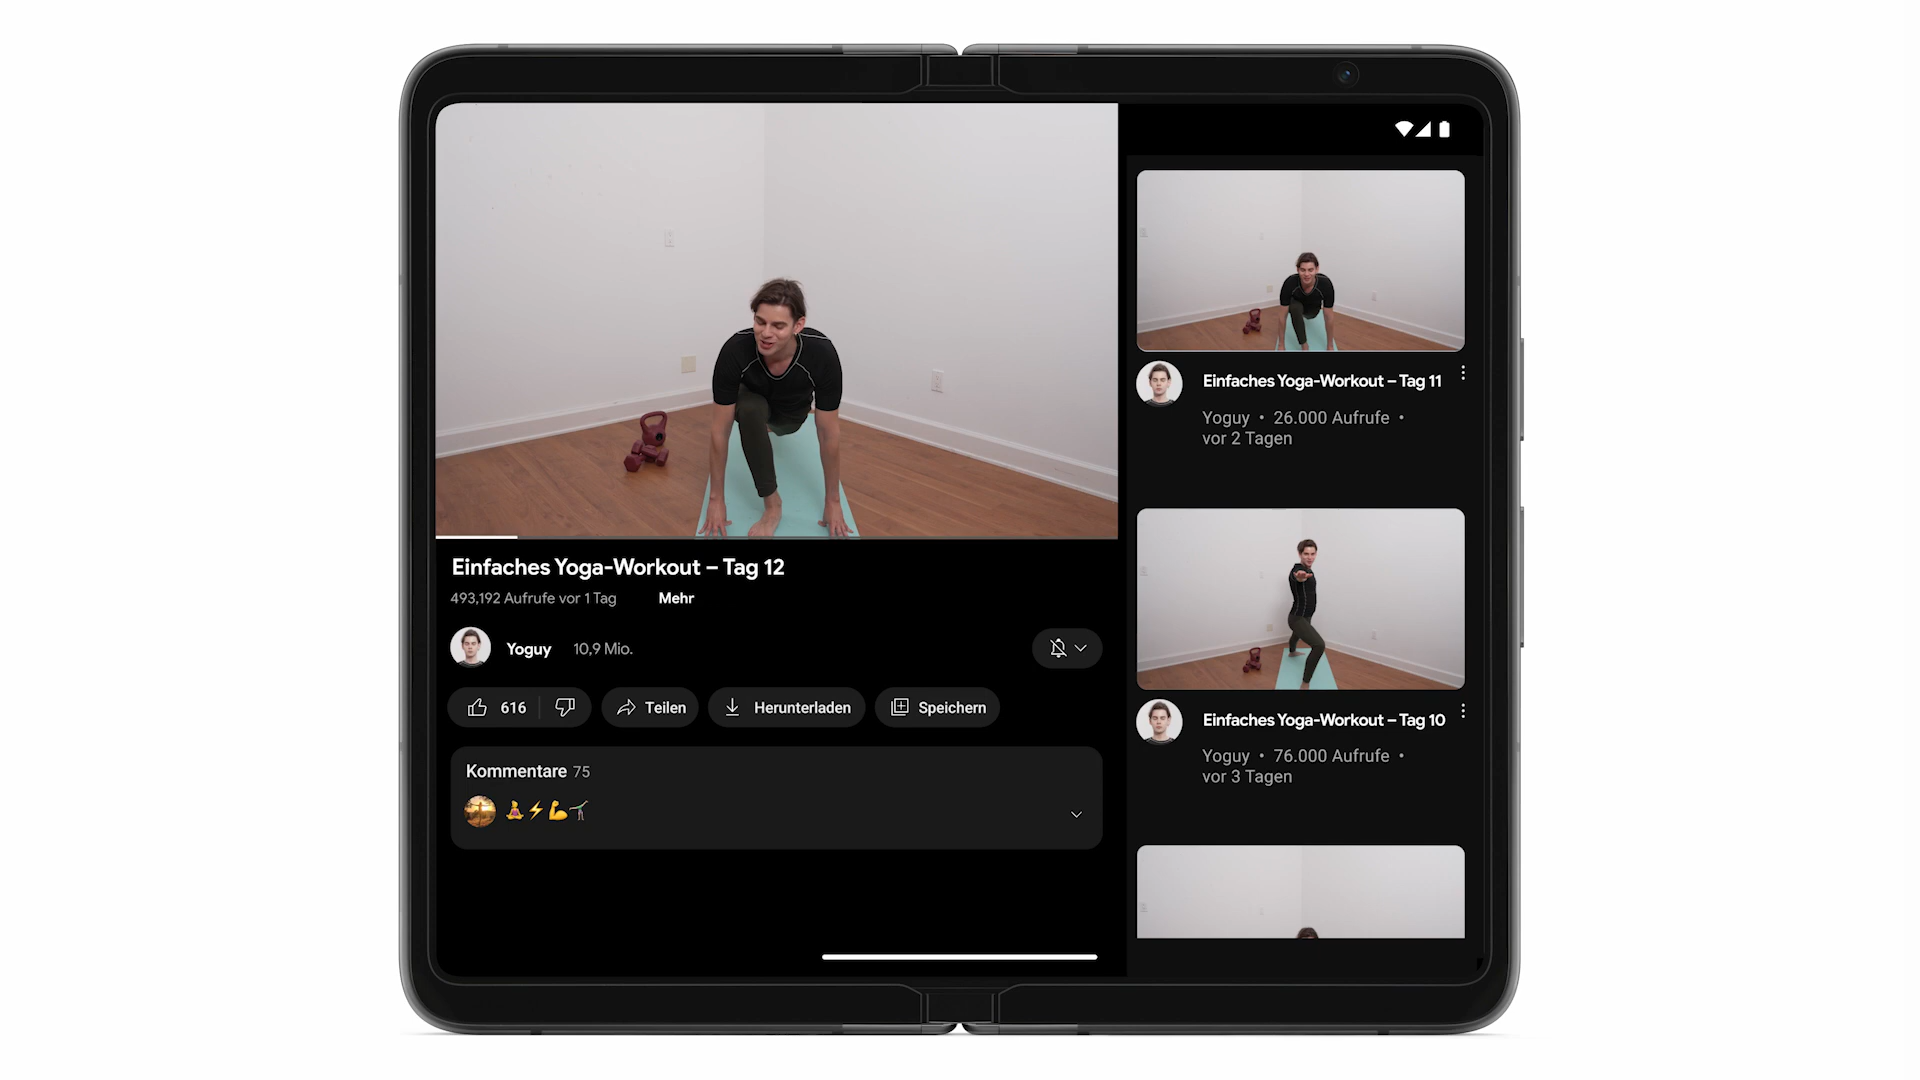 Einfaches Yoga-Workout – Tag 12
493,192 Aufrufe vor 1 Tag Mehr
Yoguy 10,9 Mio.
616 Teilen Herunterladen Speichern
Kommentare 75
Einfaches Yoga-Workout – Tag 11
Yoguy • 26.000 Aufrufe •
vor 2 Tagen
Einfaches Yoga-Workout – Tag 10
Yoguy • 76.000 Aufrufe •
vor 3 Tagen